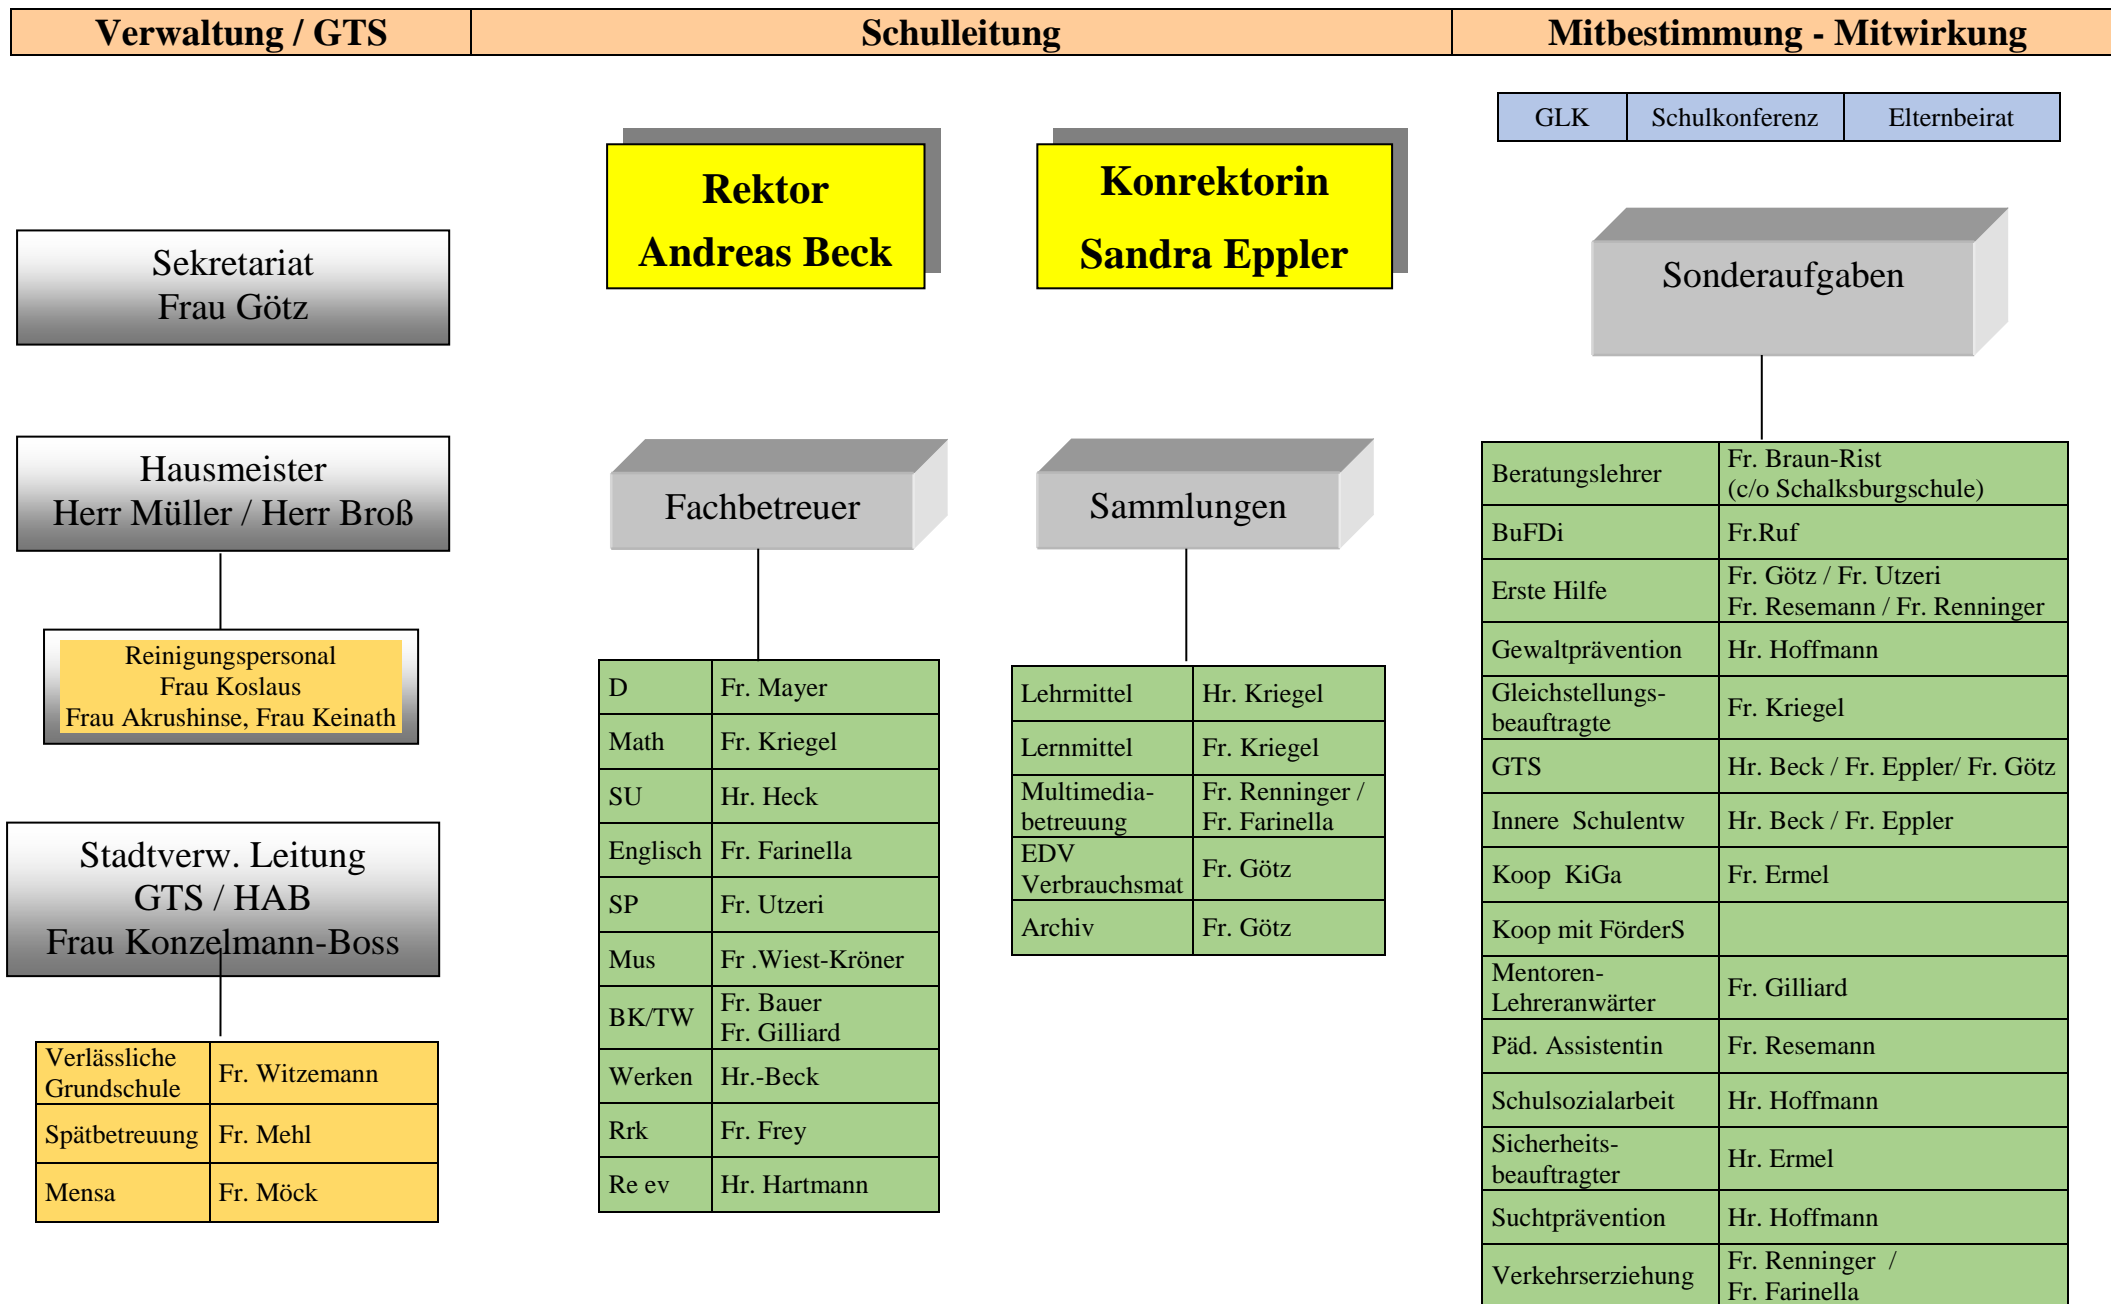 Verwaltung / GTS
Schulleitung
Mitbestimmung - Mitwirkung
GLK
Schulkonferenz
Elternbeirat
Rektor
Andreas Beck
Konrektorin
Sandra Eppler
Sekretariat
Frau Götz
Sonderaufgaben
Hausmeister
Herr Müller / Herr Broß
Reinigungspersonal
Frau Koslaus
Frau Akrushinse, Frau Keinath
Stadtverw. Leitung
GTS / HAB
Frau Konzelmann-Boss
Verlässliche
Grundschule
Fr. Witzemann
Spätbetreuung
Fr. Mehl
Mensa
Fr. Möck
Fachbetreuer
D
Fr. Mayer
Math
Fr. Kriegel
SU
Hr. Heck
Englisch
Fr. Farinella
SP
Fr. Utzeri
Mus
Fr .Wiest-Kröner
BK/TW
Fr. Bauer
Fr. Gilliard
Werken
Hr.-Beck
Rrk
Fr. Frey
Re ev
Hr. Hartmann
Sammlungen
Lehrmittel
Hr. Kriegel
Lernmittel
Fr. Kriegel
Multimedia-
betreuung
Fr. Renninger /
Fr. Farinella
EDV
Verbrauchsmat
Fr. Götz
Archiv
Fr. Götz
Beratungslehrer
Fr. Braun-Rist
(c/o Schalksburgschule)
BuFDi
Fr.Ruf
Erste Hilfe
Fr. Götz / Fr. Utzeri
Fr. Resemann / Fr. Renninger
Gewaltprävention
Hr. Hoffmann
Gleichstellungs-
beauftragte
Fr. Kriegel
GTS
Hr. Beck / Fr. Eppler/ Fr. Götz
Innere  Schulentw
Hr. Beck / Fr. Eppler
Koop  KiGa
Fr. Ermel
Koop mit FörderS
Mentoren-
Lehreranwärter
Fr. Gilliard
Päd. Assistentin
Fr. Resemann
Schulsozialarbeit
Hr. Hoffmann
Sicherheits-
beauftragter
Hr. Ermel
Suchtprävention
Hr. Hoffmann
Verkehrserziehung
Fr. Renninger  /
Fr. Farinella